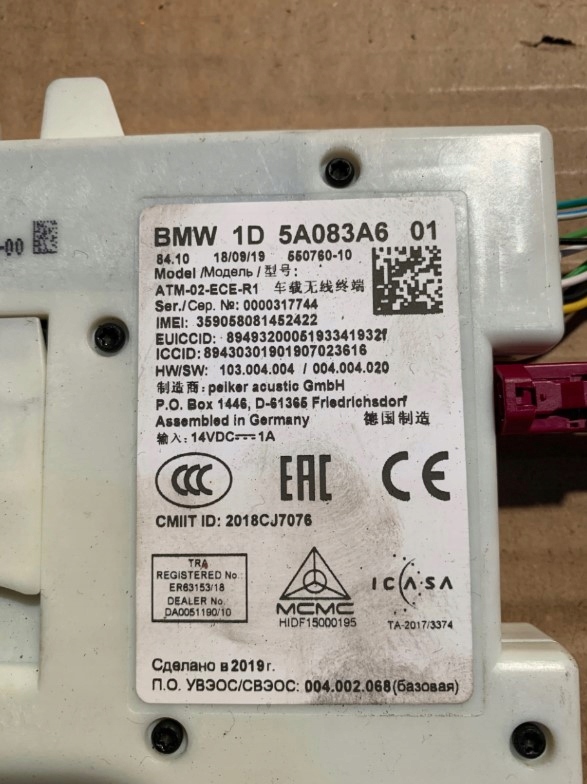 -00
BMW 1D 5A083A6 01
84.10 18/09/19 550760-10
Model /Модель / 型号:
ATM-02-ECE-R1 车载无线终端
Ser./Сер. №: 0000317744
IMEI: 359058081452422
EUICCID: 8949320005193341932f
ICCID: 89430301901907023616
HW/SW: 103.004.004 / 004.004.020
制造商: peiker acustic GmbH
P.O. Box 1446, D-61365 Friedrichsdorf
Assembled in Germany 德国制造
输入: 14VDC 1A
CCC EAC CE
CMIIT ID: 2018CJ7076
TRA
REGISTERED No.:
ER63153/18
DEALER No.
DA0051190/10
MCMC
HIDF15000195
ICASA
TA-2017/3374
Сделано в 2019 г.
П.О. УВЭОС/СВЭОС: 004.002.068 (базовая)